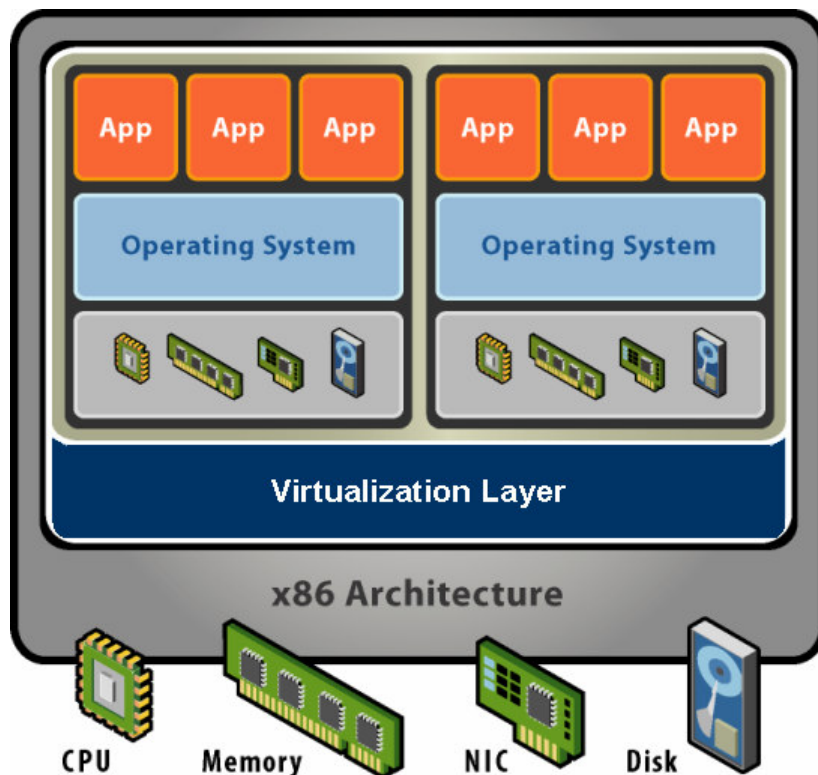 App App App App App App
Operating System Operating System
Virtualization Layer
x86 Architecture
CPU Memory NIC Disk